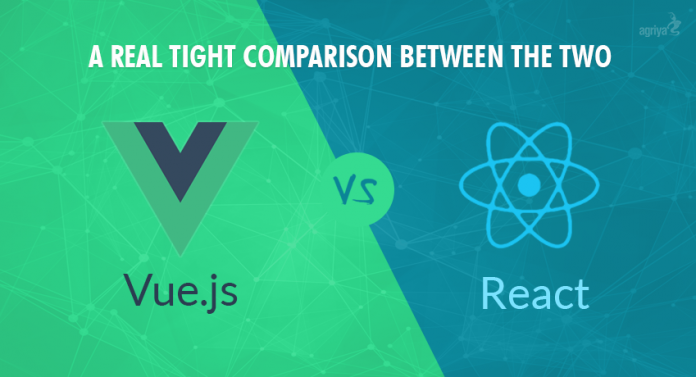 agriya
A REAL TIGHT COMPARISON BETWEEN THE TWO
VS
Vue.js
React